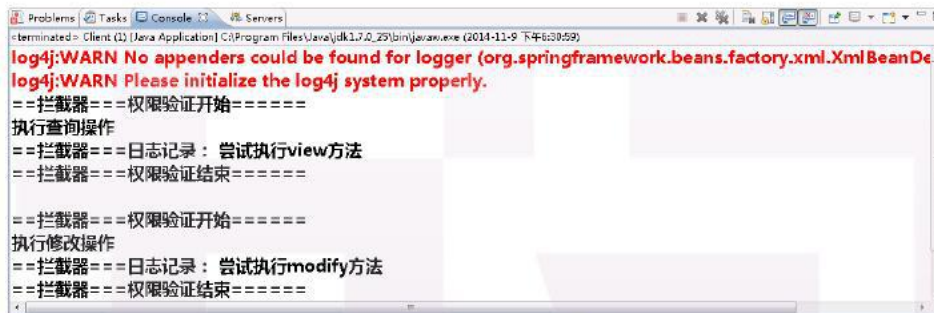 Problems Tasks Console Servers
<terminated> Client (1) [Java Application] C:\Program Files\Java\jdk1.7.0_25\bin\javaw.exe (2014-11-9 下午6:30:59)
log4j:WARN No appenders could be found for logger (org.springframework.beans.factory.xml.XmlBeanDe
log4j:WARN Please initialize the log4j system properly.
==拦截器===权限验证开始======
执行查询操作
==拦截器===日志记录： 尝试执行view方法
==拦截器===权限验证结束======
==拦截器===权限验证开始======
执行修改操作
==拦截器===日志记录： 尝试执行modify方法
==拦截器===权限验证结束======